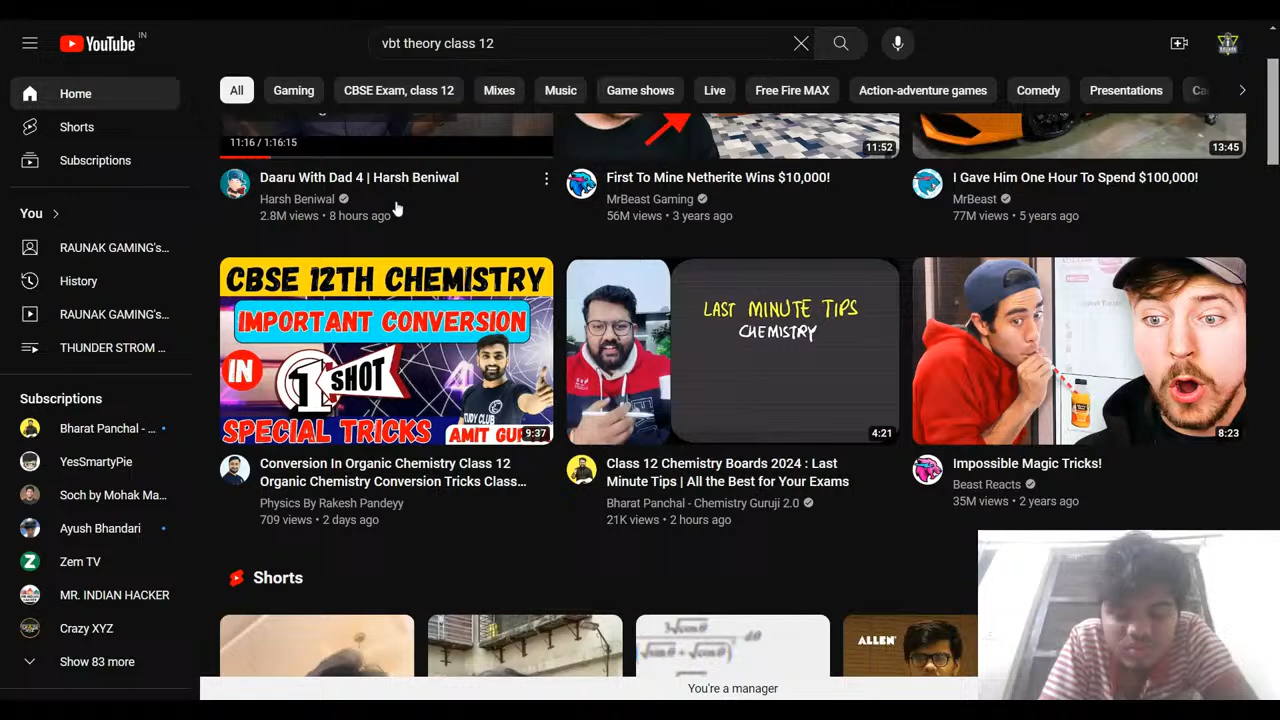 YouTube IN
vbt theory class 12
Home
Shorts
Subscriptions
You
RAUNAK GAMING's...
History
RAUNAK GAMING's...
THUNDER STROM ...
Subscriptions
Bharat Panchal - ...
YesSmartyPie
Soch by Mohak Ma...
Ayush Bhandari
Zem TV
MR. INDIAN HACKER
Crazy XYZ
Show 83 more
All
Gaming
CBSE Exam, class 12
Mixes
Music
Game shows
Live
Free Fire MAX
Action-adventure games
Comedy
Presentations
11:16 / 1:16:15
Daaru With Dad 4 | Harsh Beniwal
Harsh Beniwal
2.8M views • 8 hours ago
11:52
First To Mine Netherite Wins $10,000!
MrBeast Gaming
56M views • 3 years ago
13:45
I Gave Him One Hour To Spend $100,000!
MrBeast
77M views • 5 years ago
CBSE 12TH CHEMISTRY
IMPORTANT CONVERSION
IN 1 SHOT
STUDY CLUB
SPECIAL TRICKS
AMIT
9:37
Conversion In Organic Chemistry Class 12
Organic Chemistry Conversion Tricks Class...
Physics By Rakesh Pandeyy
709 views • 2 days ago
LAST MINUTE TIPS
CHEMISTRY
4:21
Class 12 Chemistry Boards 2024 : Last
Minute Tips | All the Best for Your Exams
Bharat Panchal - Chemistry Guruji 2.0
21K views • 2 hours ago
8:23
Impossible Magic Tricks!
Beast Reacts
35M views • 2 years ago
Shorts
ALLEN
You're a manager